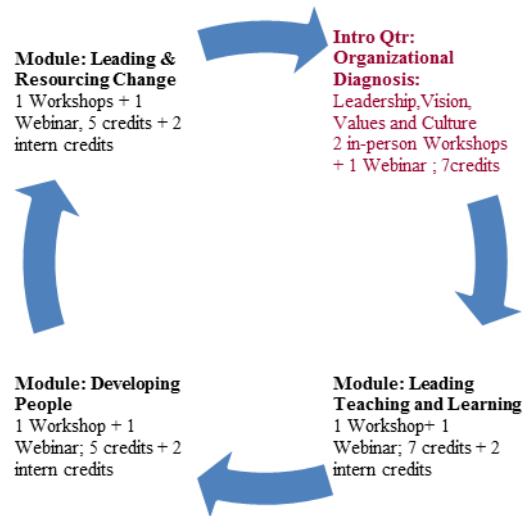 Module: Leading &
Resourcing Change
1 Workshops + 1
Webinar, 5 credits + 2
intern credits
Intro Qtr:
Organizational
Diagnosis:
Leadership,Vision,
Values and Culture
2 in-person Workshops
+ 1 Webinar ; 7credits
Module: Developing
People
1 Workshop + 1
Webinar; 5 credits + 2
intern credits
Module: Leading
Teaching and Learning
1 Workshop+ 1
Webinar; 7 credits + 2
intern credits